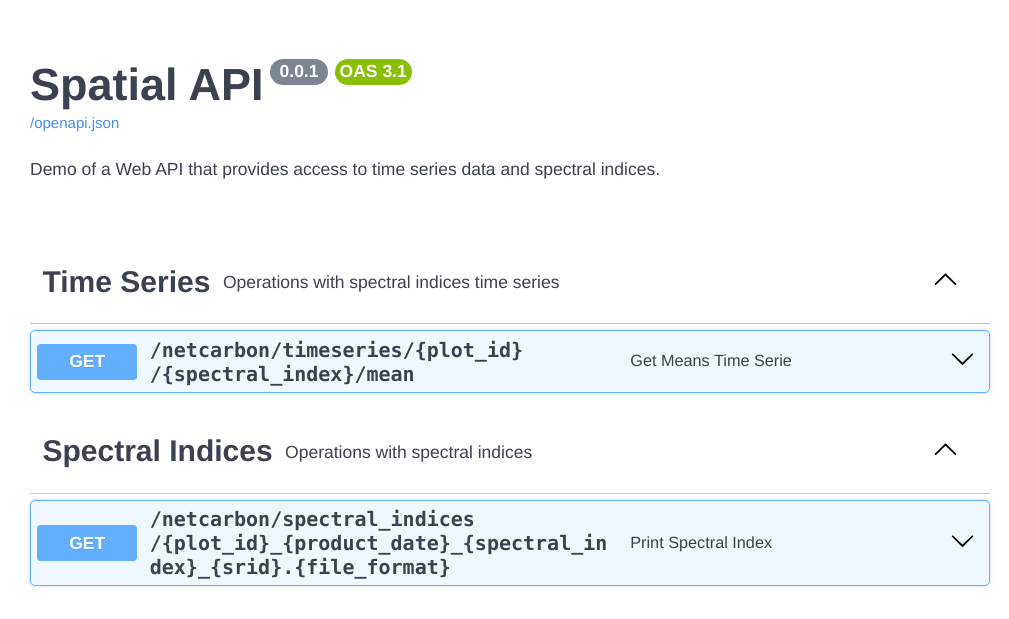 Spatial API 0.0.1 OAS 3.1
/openapi.json
Demo of a Web API that provides access to time series data and spectral indices.
Time Series Operations with spectral indices time series
GET /netcarbon/timeseries/{plot_id}
/{spectral_index}/mean Get Means Time Serie
Spectral Indices Operations with spectral indices
/netcarbon/spectral_indices
GET /{plot_id}_{product_date}_{spectral_in Print Spectral Index
dex}_{srid}.{file_format}